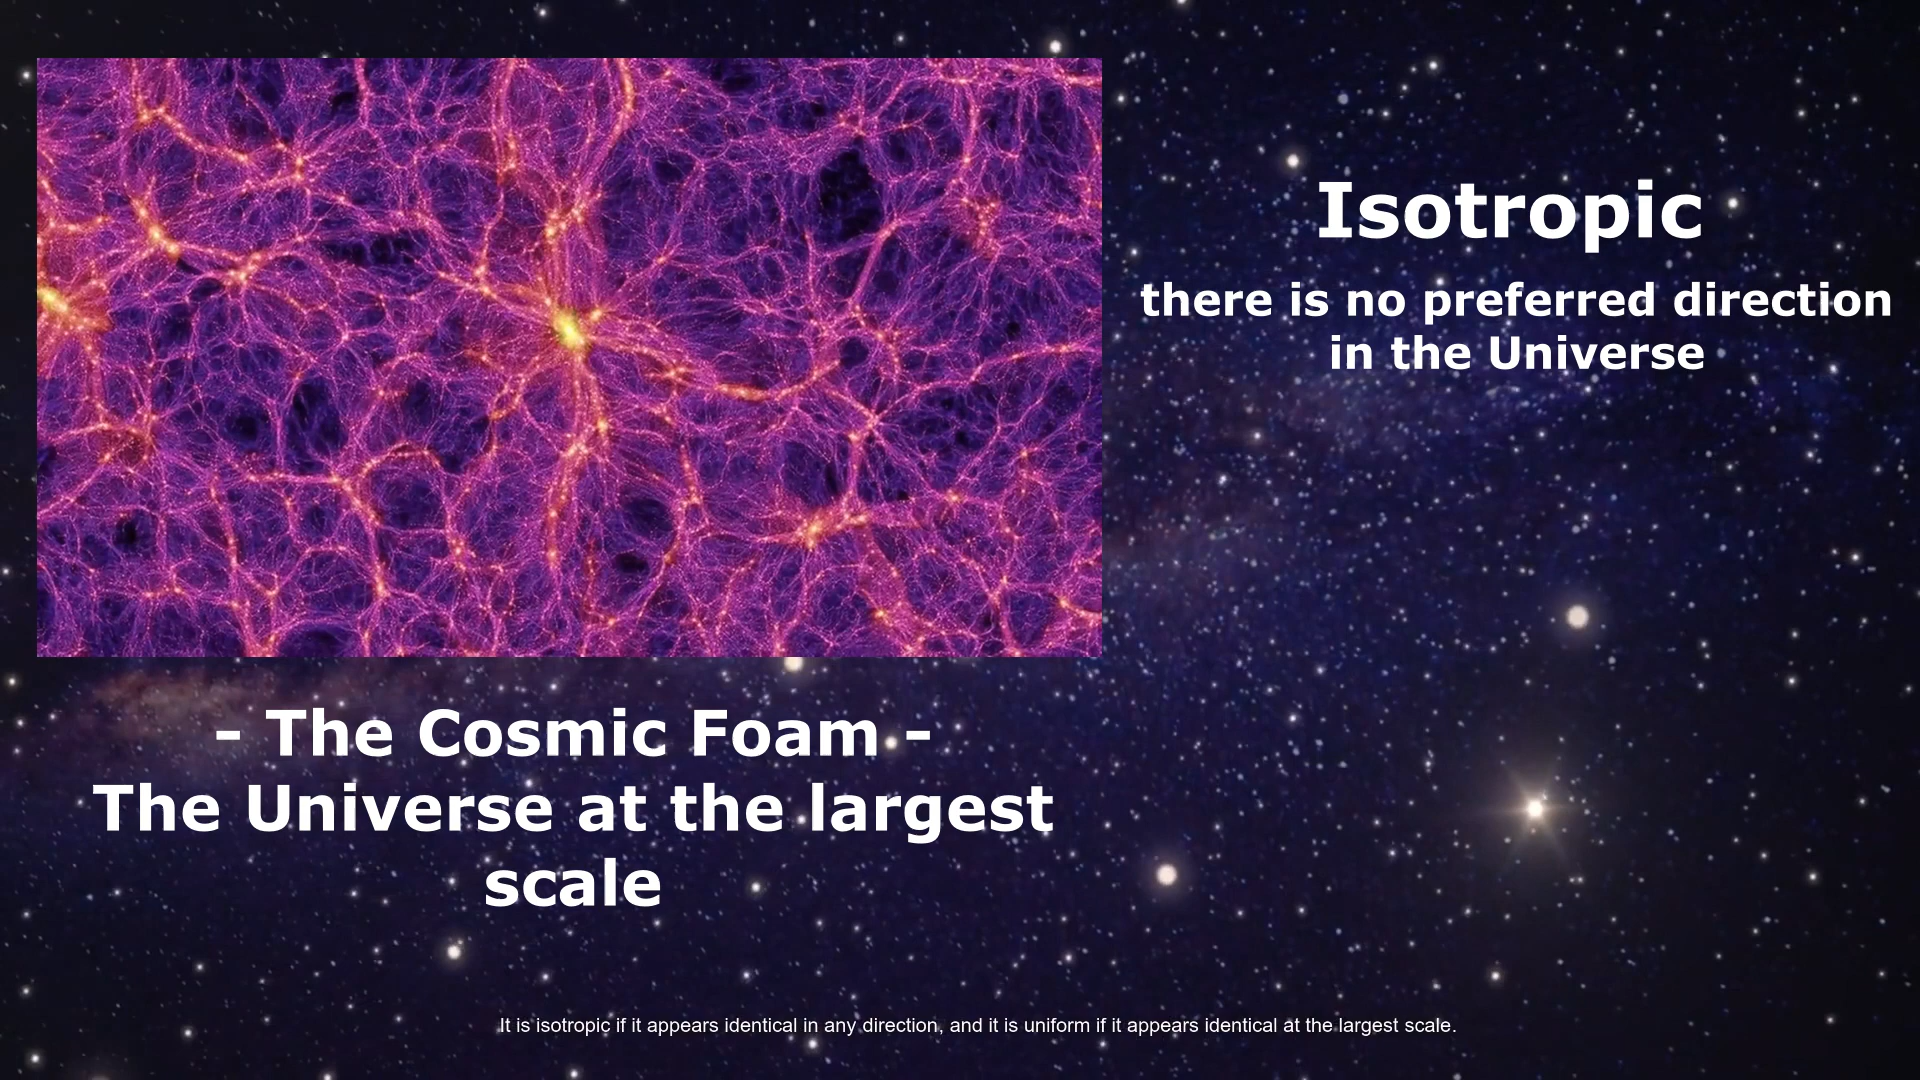 Isotropic
there is no preferred direction
in the Universe
- The Cosmic Foam -
The Universe at the largest
scale
It is isotropic if it appears identical in any direction, and it is uniform if it appears identical at the largest scale.